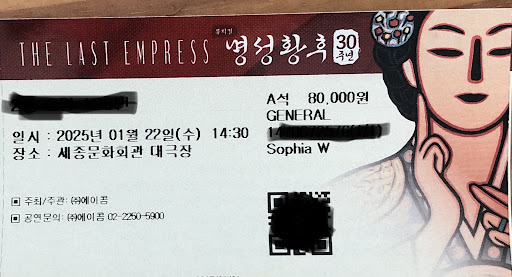 THE LAST EMPRESS 뮤지컬 명성황후 30주년
A석 80,000원
GENERAL
일시 : 2025년 01월 22일(수) 14:30
장소 : 세종문화회관 대극장
Sophia W
주최/주관: ㈜에이콤
공연문의: ㈜에이콤 02-2250-5900